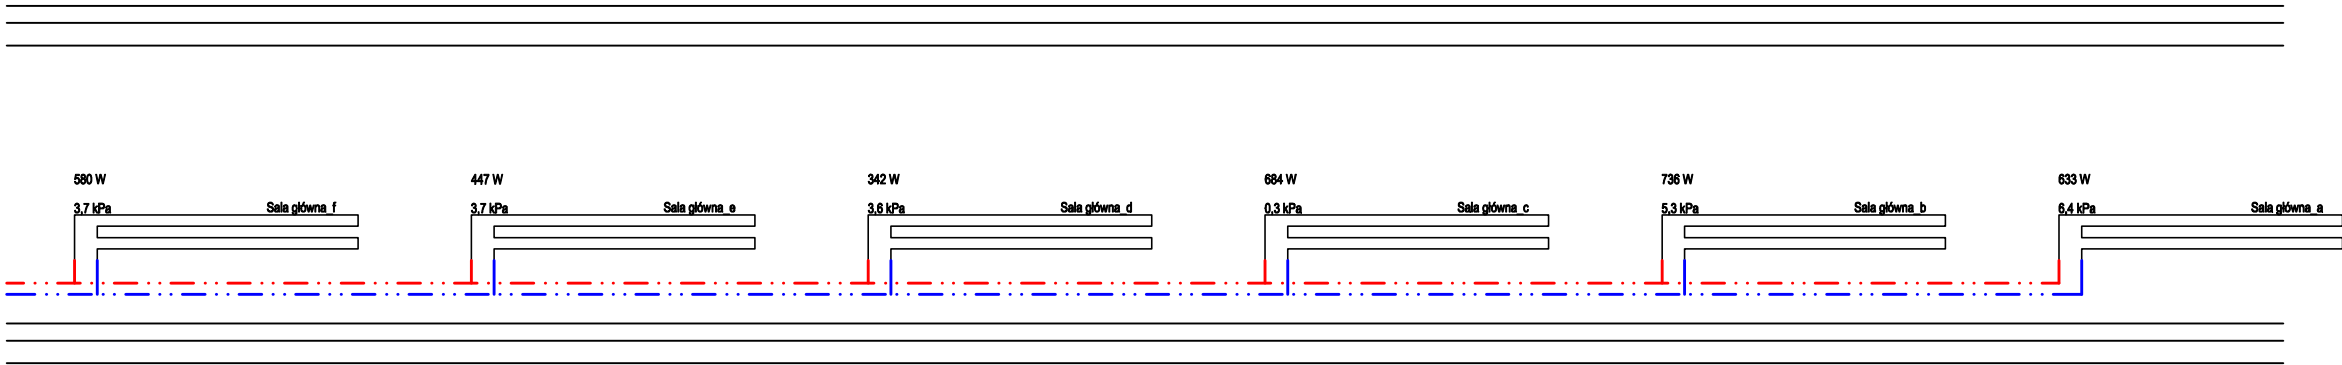 580 W
3,7 kPa
Sala główna_f
447 W
3,7 kPa
Sala główna_e
342 W
3,6 kPa
Sala główna_d
684 W
0,3 kPa
Sala główna_c
736 W
5,3 kPa
Sala główna_b
633 W
6,4 kPa
Sala główna_a